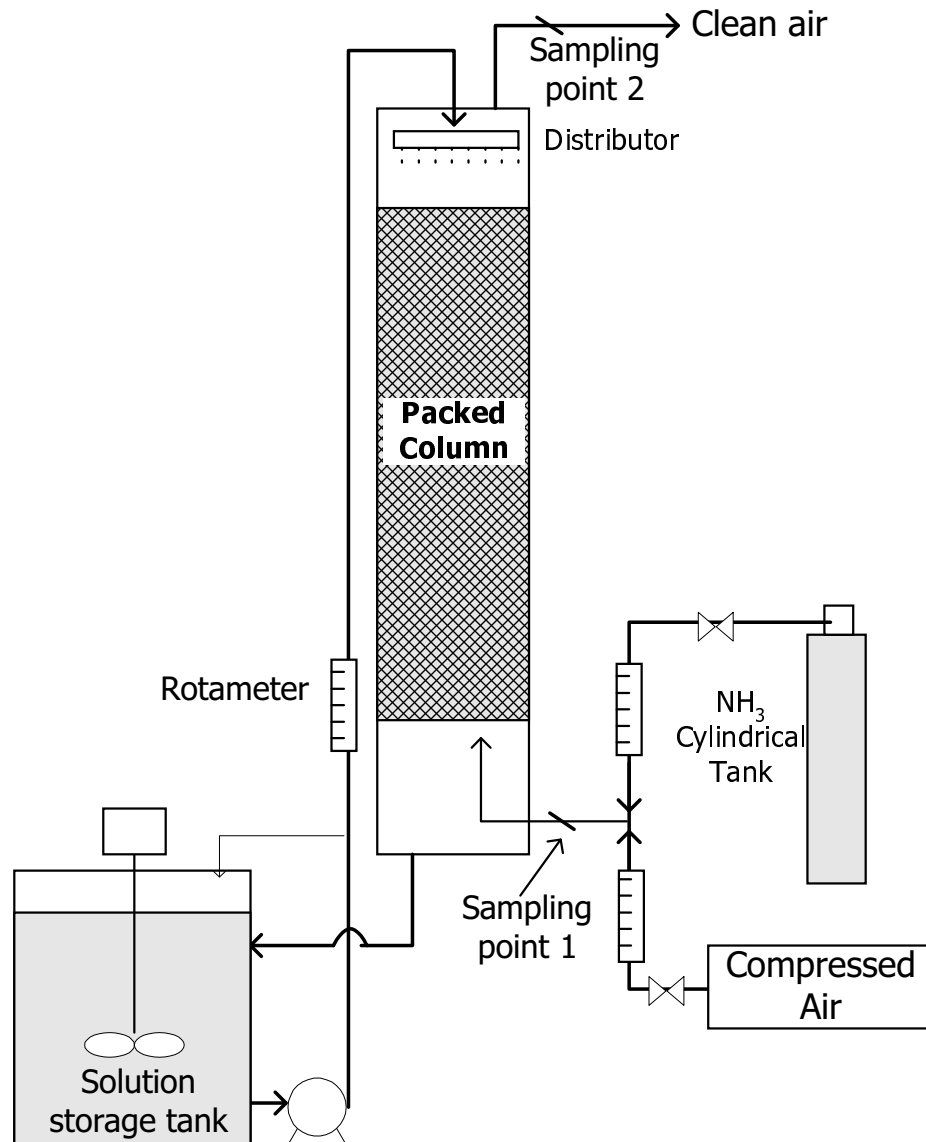 Clean air
Sampling
point 2
Distributor
Packed
Column
Rotameter
NH₃
Cylindrical
Tank
Sampling
point 1
Compressed
Air
Solution
storage tank